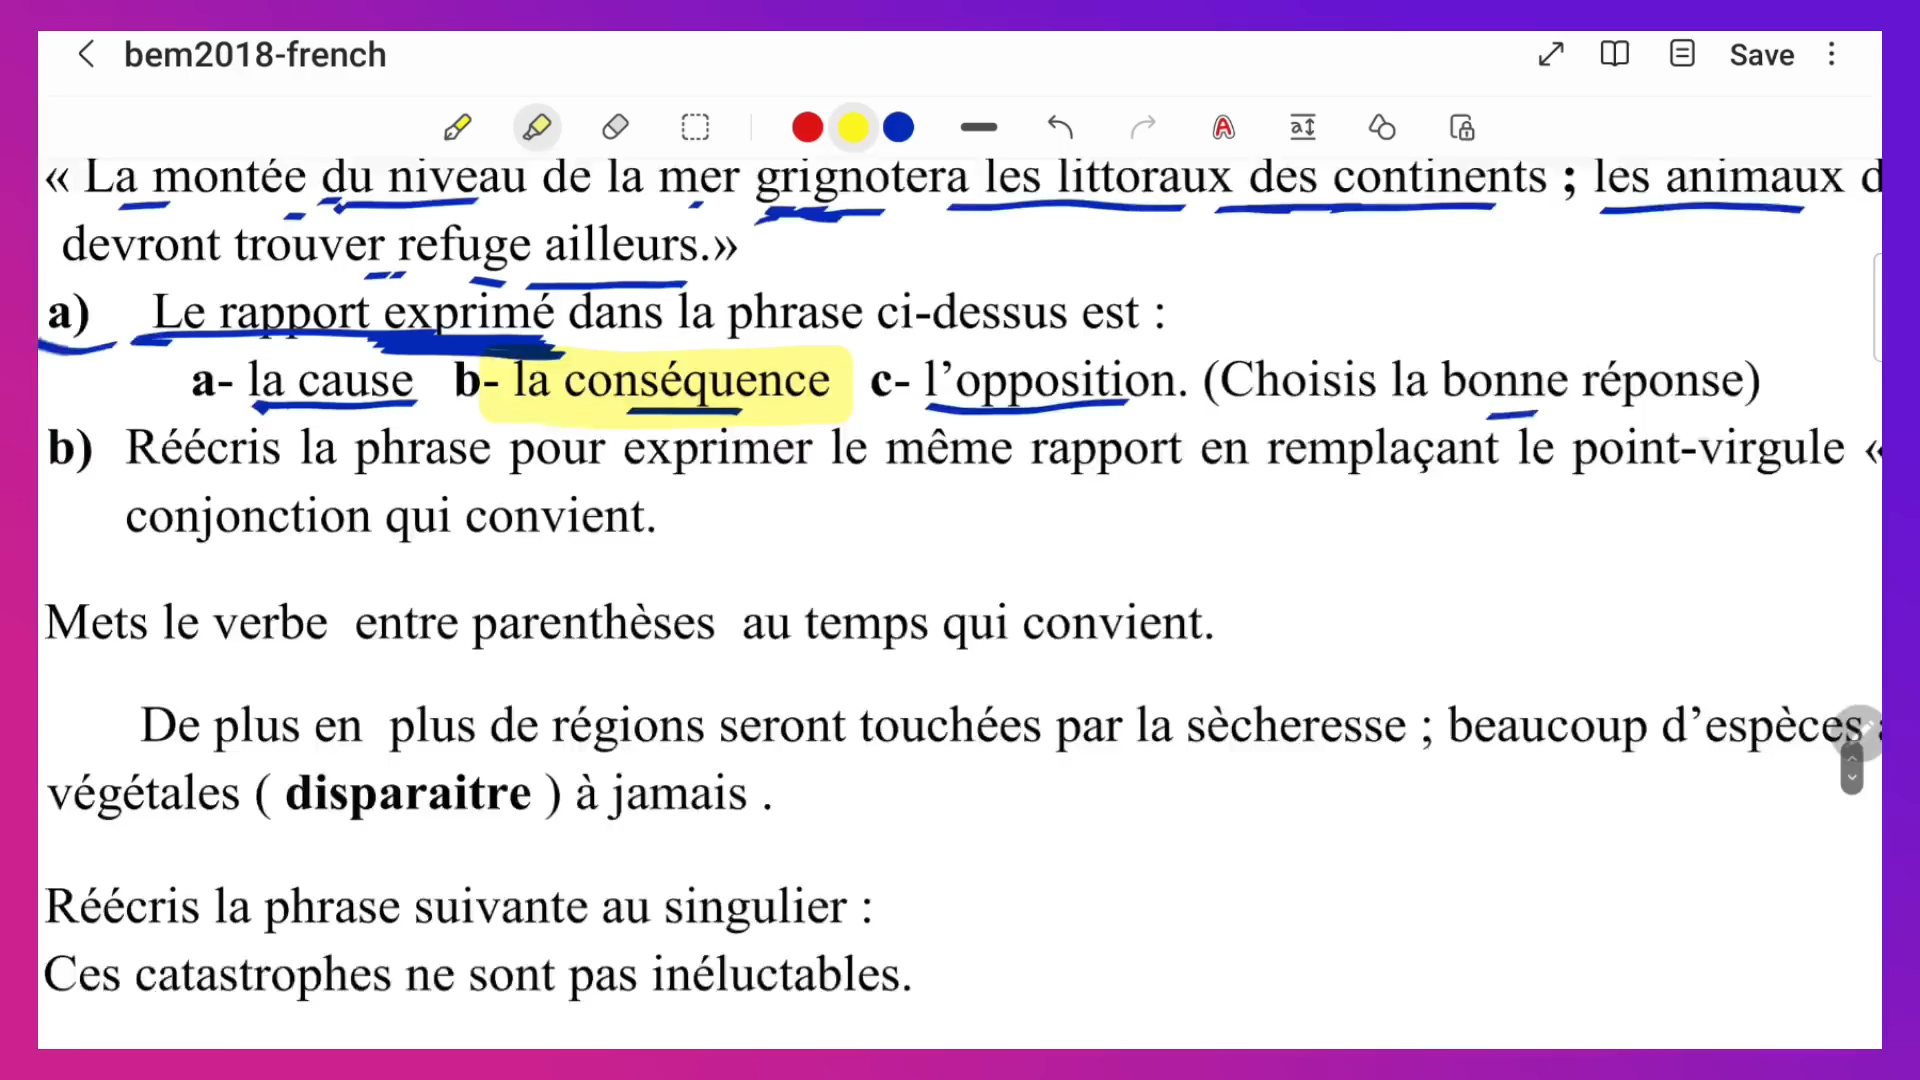 bem2018-french
Save
« La montée du niveau de la mer grignotera les littoraux des continents ; les animaux d
devront trouver refuge ailleurs.»
a) Le rapport exprimé dans la phrase ci-dessus est :
a- la cause b- la conséquence c- l’opposition. (Choisis la bonne réponse)
b) Réécris la phrase pour exprimer le même rapport en remplaçant le point-virgule «
conjonction qui convient.
Mets le verbe entre parenthèses au temps qui convient.
De plus en plus de régions seront touchées par la sècheresse ; beaucoup d’espèces
végétales ( disparaitre ) à jamais .
Réécris la phrase suivante au singulier :
Ces catastrophes ne sont pas inéluctables.